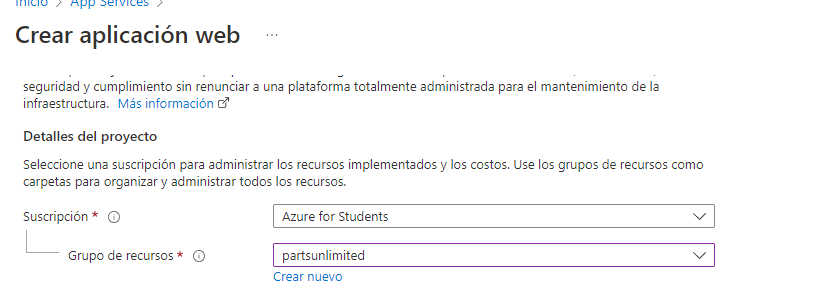 Inicio > App Services >
Crear aplicación web ...
seguridad y cumplimiento sin renunciar a una plataforma totalmente administrada para el mantenimiento de la
infraestructura. Más información
Detalles del proyecto
Seleccione una suscripción para administrar los recursos implementados y los costos. Use los grupos de recursos como
carpetas para organizar y administrar todos los recursos.
Suscripción * Azure for Students
Grupo de recursos * partsunlimited
Crear nuevo